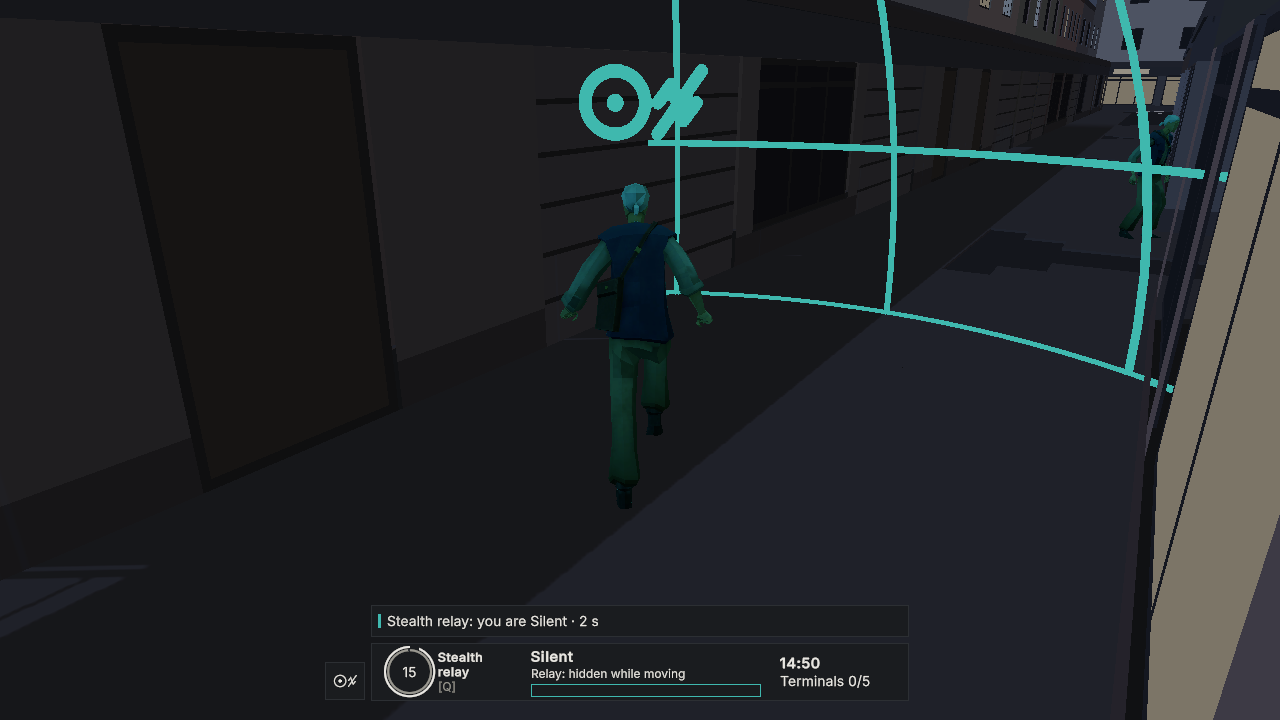 Stealth relay: you are Silent · 2 s
15
Stealth
relay
[Q]
Silent
Relay: hidden while moving
14:50
Terminals 0/5